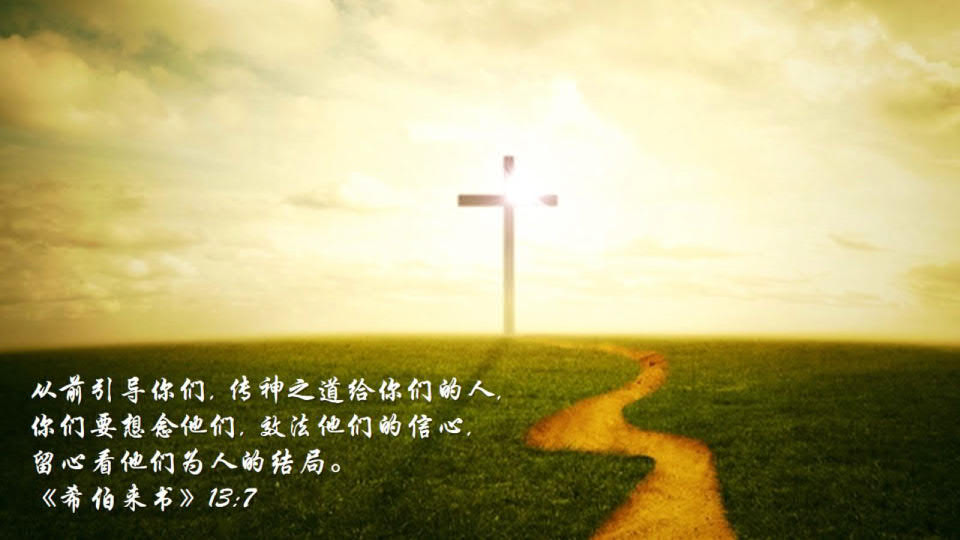 从前引导你们, 传神之道给你们的人,
你们要想念他们, 效法他们的信心,
留心看他们为人的结局。
《希伯来书》13:7